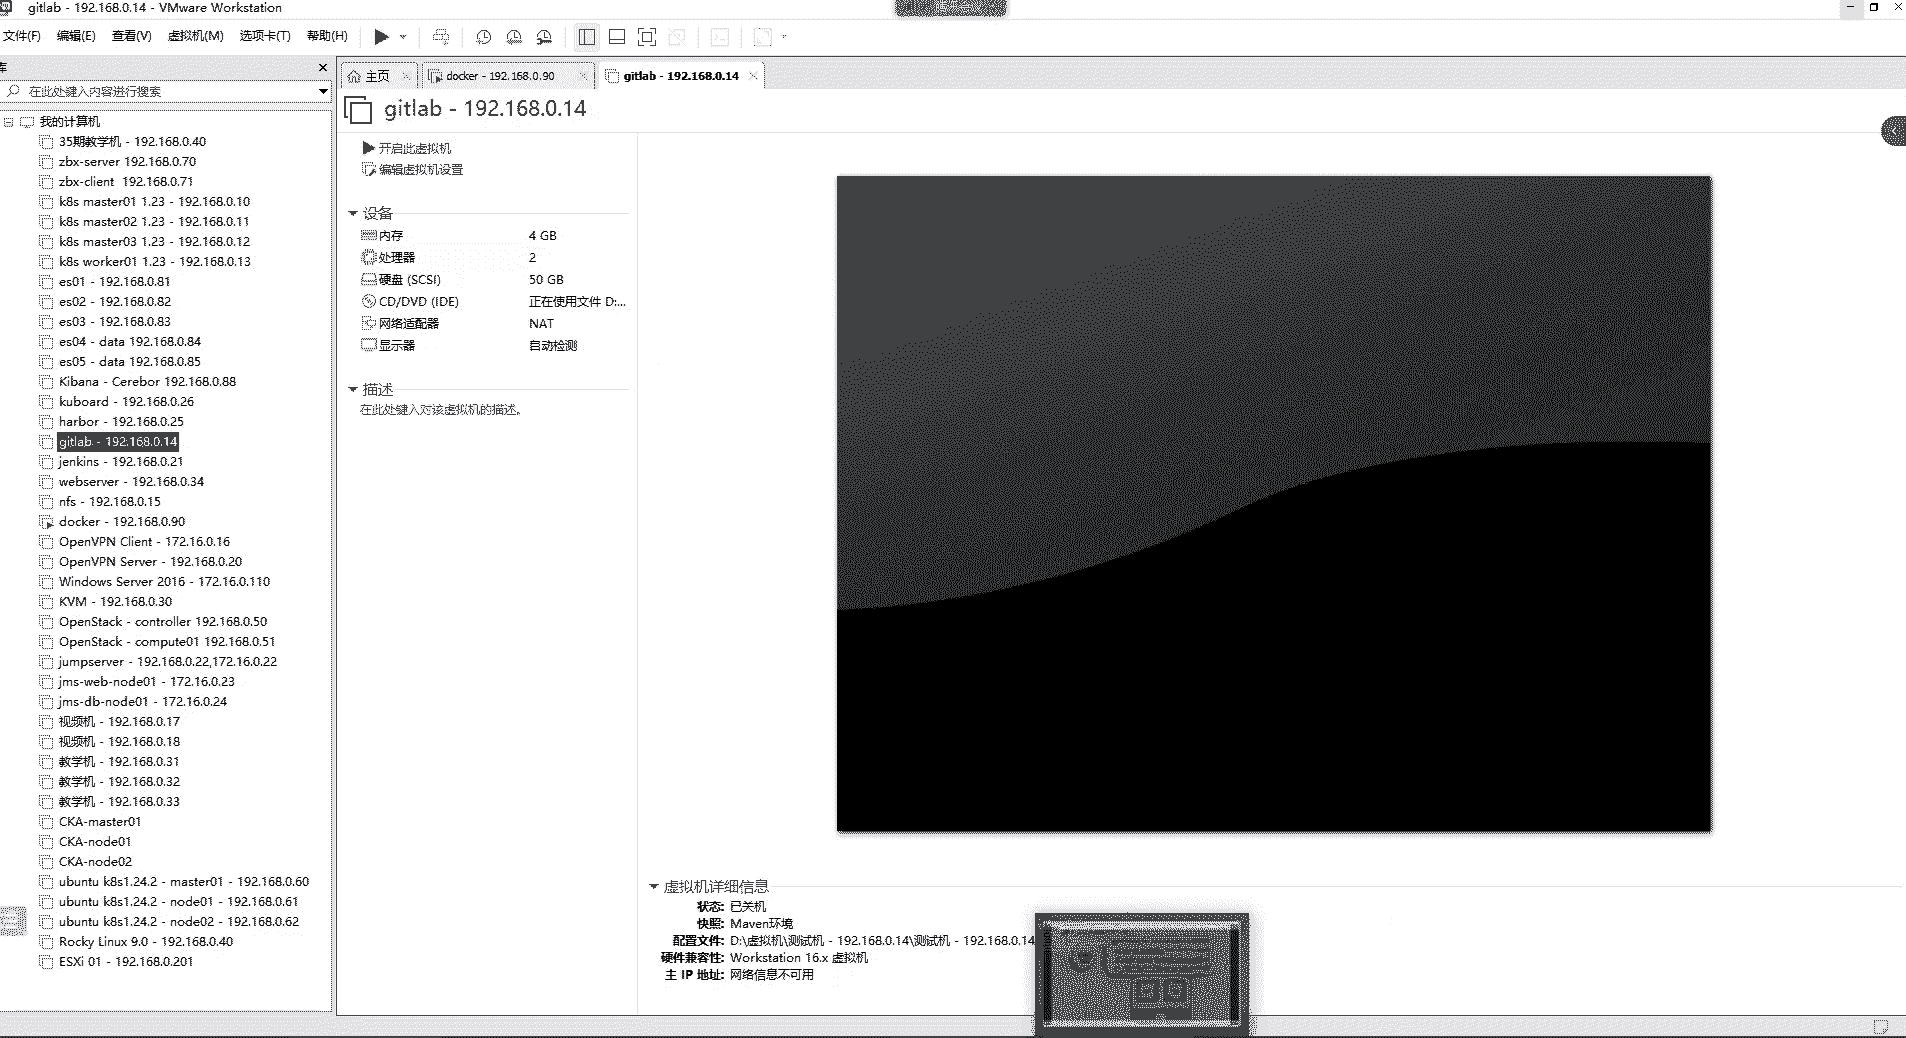 gitlab - 192.168.0.14 - VMware Workstation
文件(F) 编辑(E) 查看(V) 虚拟机(M) 选项卡(T) 帮助(H)
库
在此处键入内容进行搜索
我的计算机
35期教学机 - 192.168.0.40
zbx-server 192.168.0.70
zbx-client 192.168.0.71
k8s master01 1.23 - 192.168.0.10
k8s master02 1.23 - 192.168.0.11
k8s master03 1.23 - 192.168.0.12
k8s worker01 1.23 - 192.168.0.13
es01 - 192.168.0.81
es02 - 192.168.0.82
es03 - 192.168.0.83
es04 - data 192.168.0.84
es05 - data 192.168.0.85
Kibana - Cerebor 192.168.0.88
kuboard - 192.168.0.26
harbor - 192.168.0.25
gitlab - 192.168.0.14
jenkins - 192.168.0.21
webserver - 192.168.0.34
nfs - 192.168.0.15
docker - 192.168.0.90
OpenVPN Client - 172.16.0.16
OpenVPN Server - 192.168.0.20
Windows Server 2016 - 172.16.0.110
KVM - 192.168.0.30
OpenStack - controller 192.168.0.50
OpenStack - compute01 192.168.0.51
jumpserver - 192.168.0.22,172.16.0.22
jms-web-node01 - 172.16.0.23
jms-db-node01 - 172.16.0.24
视频机 - 192.168.0.17
视频机 - 192.168.0.18
教学机 - 192.168.0.31
教学机 - 192.168.0.32
教学机 - 192.168.0.33
CKA-master01
CKA-node01
CKA-node02
ubuntu k8s1.24.2 - master01 - 192.168.0.60
ubuntu k8s1.24.2 - node01 - 192.168.0.61
ubuntu k8s1.24.2 - node02 - 192.168.0.62
Rocky Linux 9.0 - 192.168.0.40
ESXi 01 - 192.168.0.201
主页 docker - 192.168.0.90 gitlab - 192.168.0.14
gitlab - 192.168.0.14
开启此虚拟机
编辑虚拟机设置
设备
内存 4 GB
处理器 2
硬盘 (SCSI) 50 GB
CD/DVD (IDE) 正在使用文件 D:...
网络适配器 NAT
显示器 自动检测
描述
在此处键入对该虚拟机的描述。
虚拟机详细信息
状态: 已关机
快照: Maven环境
配置文件: D:\虚拟机\测试机 - 192.168.0.14\测试机 - 192.168.0.14
硬件兼容性: Workstation 16.x 虚拟机
主 IP 地址: 网络信息不可用